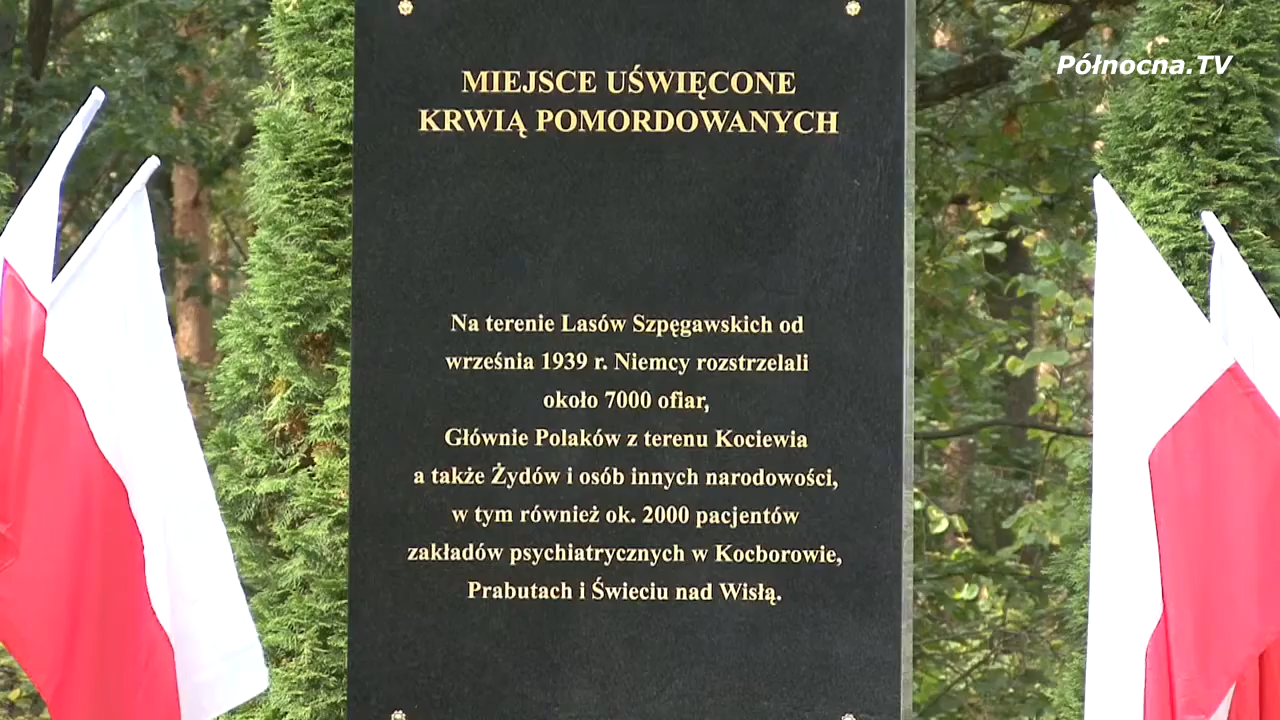 Północna.TV
MIEJSCE UŚWIĘCONE
KRWIĄ POMORDOWANYCH
Na terenie Lasów Szpęgawskich od
września 1939 r. Niemcy rozstrzelali
około 7000 ofiar,
Głównie Polaków z terenu Kociewia
a także Żydów i osób innych narodowości,
w tym również ok. 2000 pacjentów
zakładów psychiatrycznych w Kocborowie,
Prabutach i Świeciu nad Wisłą.